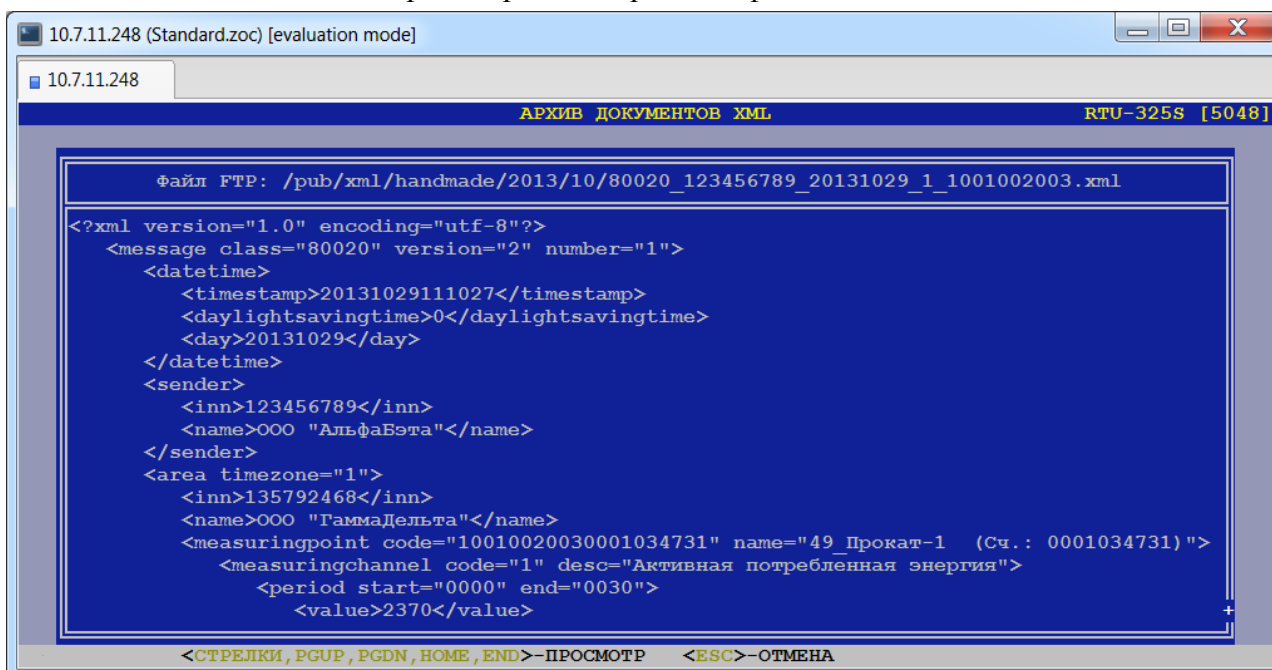 10.7.11.248 (Standard.zoc) [evaluation mode]
10.7.11.248
АРХИВ ДОКУМЕНТОВ XML RTU-325S [5048]
Файл FTP: /pub/xml/handmade/2013/10/80020_123456789_20131029_1_1001002003.xml
<?xml version="1.0" encoding="utf-8"?>
<message class="80020" version="2" number="1">
<datetime>
<timestamp>20131029111027</timestamp>
<daylightsavingtime>0</daylightsavingtime>
<day>20131029</day>
</datetime>
<sender>
<inn>123456789</inn>
<name>ООО "АльфаБэта"</name>
</sender>
<area timezone="1">
<inn>135792468</inn>
<name>ООО "ГаммаДельта"</name>
<measuringpoint code="10010020030001034731" name="49_Прокат-1  (Сч.: 0001034731)">
<measuringchannel code="1" desc="Активная потребленная энергия">
<period start="0000" end="0030">
<value>2370</value> +
<СТРЕЛКИ,PGUP,PGDN,HOME,END>-ПРОСМОТР <ESC>-ОТМЕНА